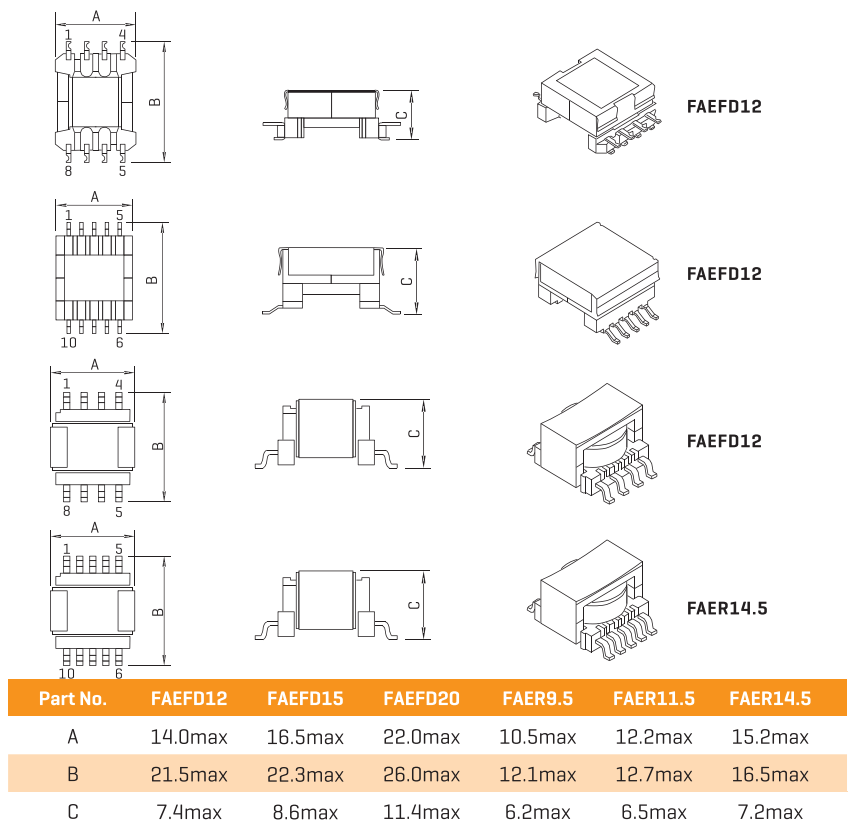 A
1 4
B
8 5
C
FAEFD12
A
1 5
B
10 6
C
FAEFD12
A
1 4
B
8 5
C
FAEFD12
A
1 5
B
10 6
C
FAER14.5
Part No. FAEFD12 FAEFD15 FAEFD20 FAER9.5 FAER11.5 FAER14.5
A 14.0max 16.5max 22.0max 10.5max 12.2max 15.2max
B 21.5max 22.3max 26.0max 12.1max 12.7max 16.5max
C 7.4max 8.6max 11.4max 6.2max 6.5max 7.2max